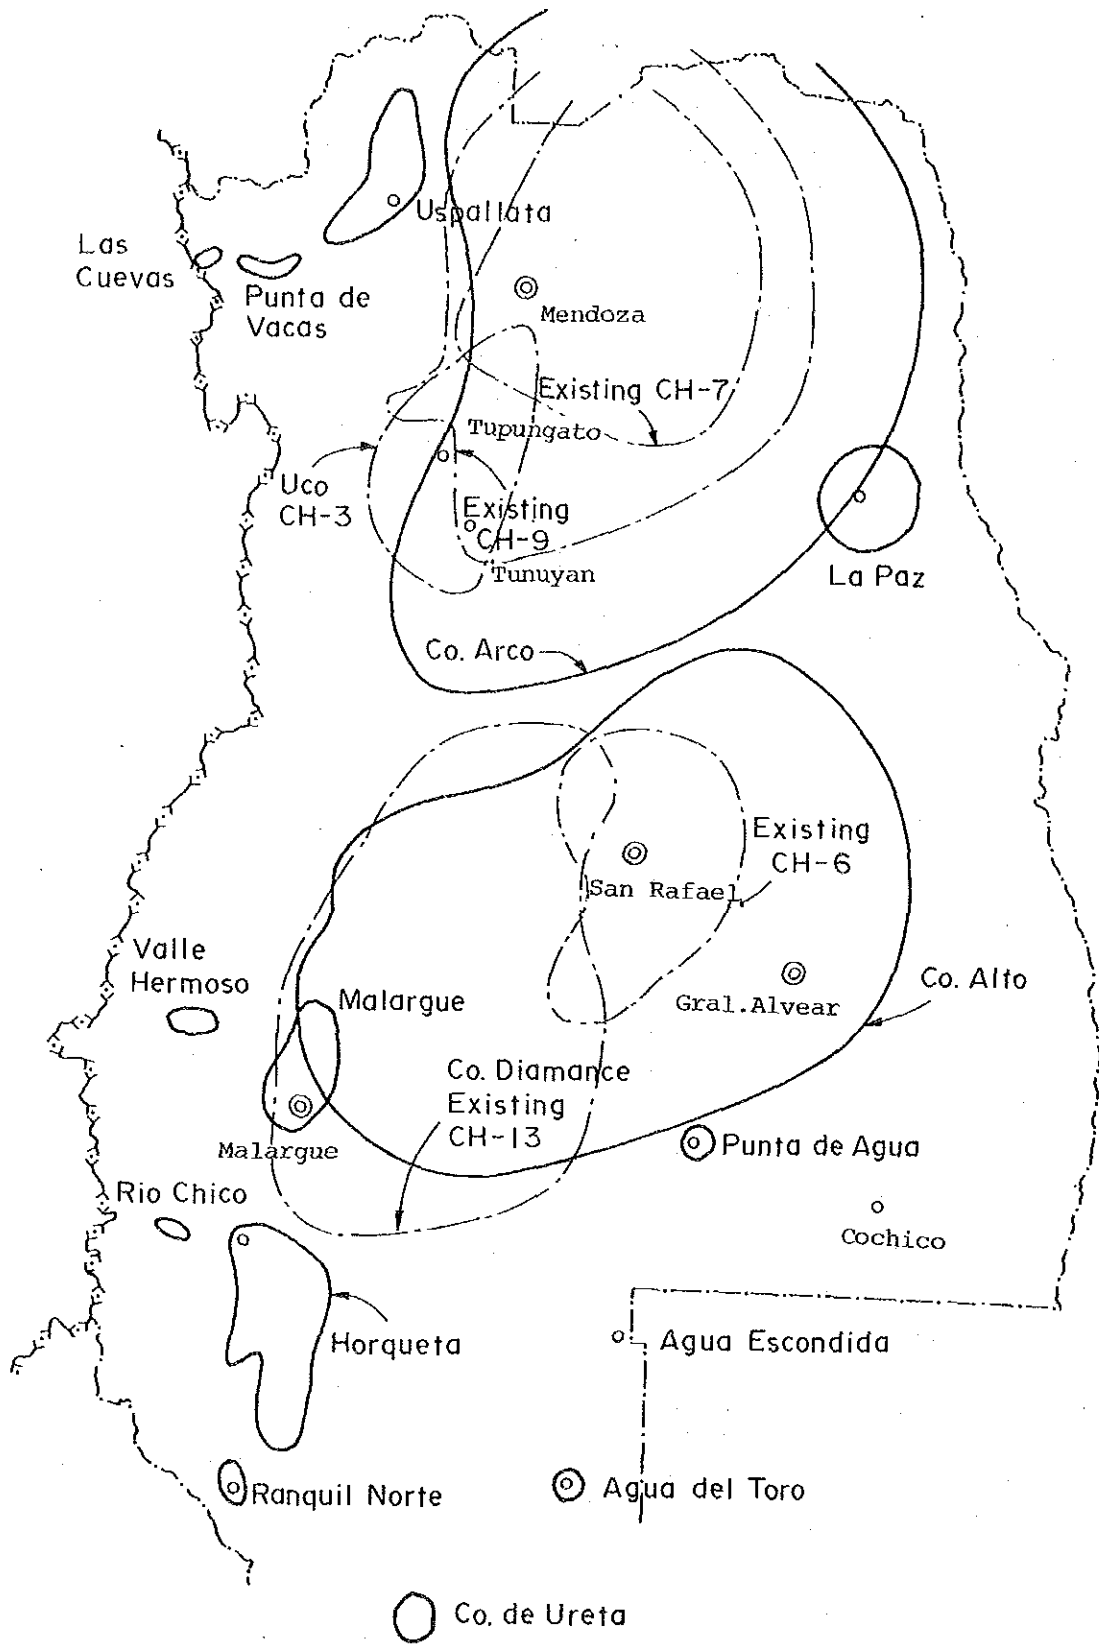 Uspallata
Las
Cuevas
Punta de
Vacas
Mendoza
Existing CH-7
Tupungato
Uco
CH-3
Existing
CH-9
Tunuyan
La Paz
Co. Arco
Existing
CH-6
San Rafael
Valle
Hermoso
Malargue
Gral.Alvear
Co. Alto
Co. Diamance
Existing
CH-13
Malargue
Punta de Agua
Rio Chico
Cochico
Horqueta
Agua Escondida
Ranquil Norte
Agua del Toro
Co. de Ureta